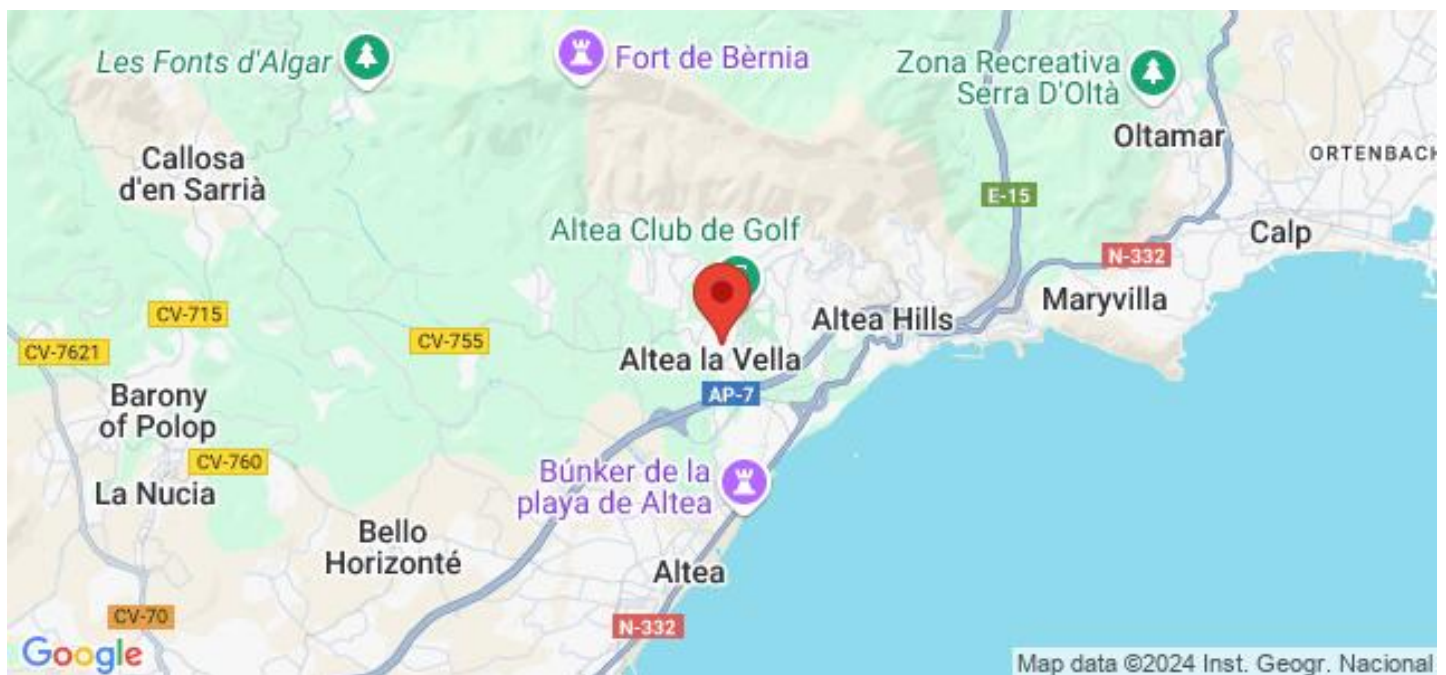 Les Fonts d'Algar
Fort de Bèrnia
Zona Recreativa
Serra D'Oltà
Oltamar
ORTENBACH
Callosa
d'en Sarrià
E-15
Altea Club de Golf
Calp
N-332
Maryvilla
CV-715
Altea Hills
CV-755
CV-7621
Altea la Vella
AP-7
Barony
of Polop
CV-760
La Nucia
Búnker de la
playa de Altea
Bello
Horizonté
Altea
CV-70
N-332
Google
Map data ©2024 Inst. Geogr. Nacional